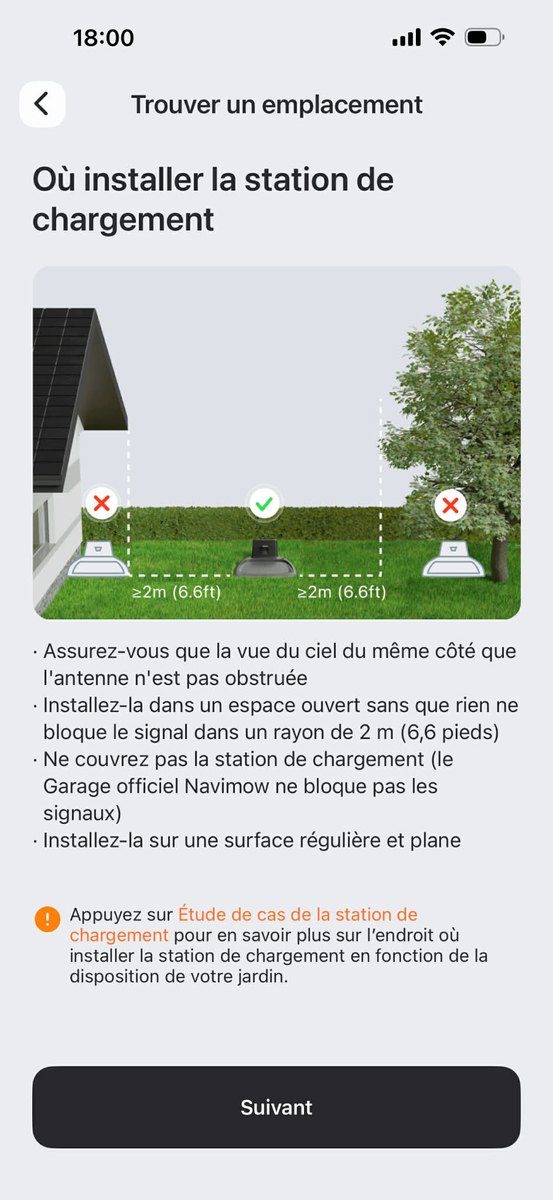 18:00
Trouver un emplacement
Où installer la station de
chargement
≥2m (6.6ft)
≥2m (6.6ft)
· Assurez-vous que la vue du ciel du même côté que
l'antenne n'est pas obstruée
· Installez-la dans un espace ouvert sans que rien ne
bloque le signal dans un rayon de 2 m (6,6 pieds)
· Ne couvrez pas la station de chargement (le
Garage officiel Navimow ne bloque pas les
signaux)
· Installez-la sur une surface régulière et plane
Appuyez sur Étude de cas de la station de
chargement pour en savoir plus sur l’endroit où
installer la station de chargement en fonction de la
disposition de votre jardin.
Suivant